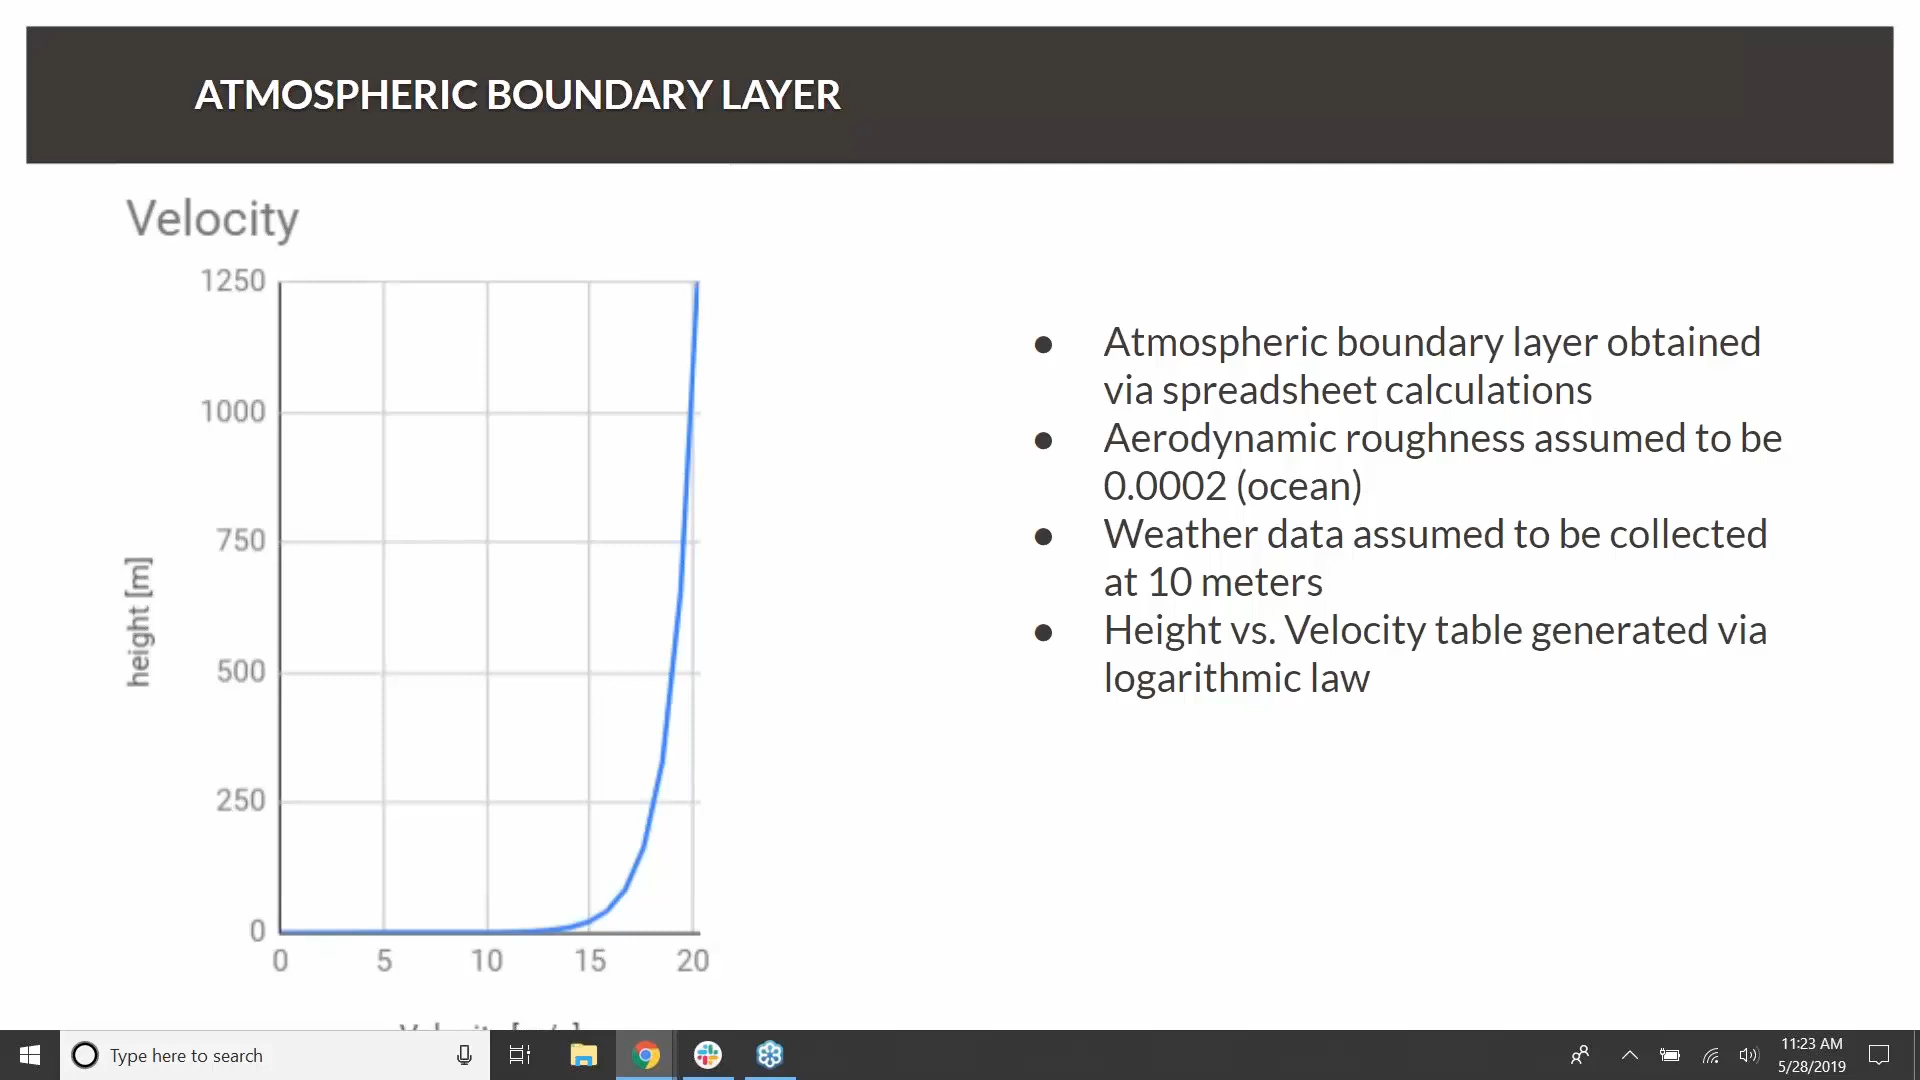 ATMOSPHERIC BOUNDARY LAYER
Velocity
1250
1000
750
500
250
0
height [m]
0 5 10 15 20
● Atmospheric boundary layer obtained
via spreadsheet calculations
● Aerodynamic roughness assumed to be
0.0002 (ocean)
● Weather data assumed to be collected
at 10 meters
● Height vs. Velocity table generated via
logarithmic law
Type here to search
11:23 AM
5/28/2019